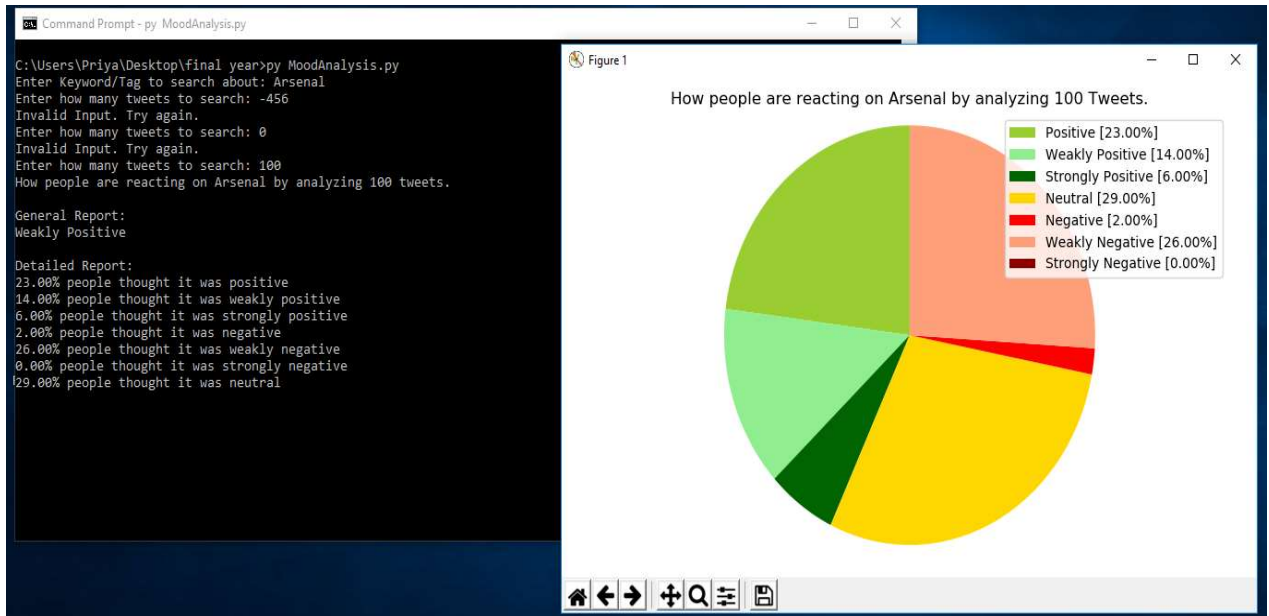 Command Prompt - py MoodAnalysis.py
C:\Users\Priya\Desktop\final year>py MoodAnalysis.py
Enter Keyword/Tag to search about: Arsenal
Enter how many tweets to search: -456
Invalid Input. Try again.
Enter how many tweets to search: 0
Invalid Input. Try again.
Enter how many tweets to search: 100
How people are reacting on Arsenal by analyzing 100 tweets.
General Report:
Weakly Positive
Detailed Report:
23.00% people thought it was positive
14.00% people thought it was weakly positive
6.00% people thought it was strongly positive
2.00% people thought it was negative
26.00% people thought it was weakly negative
0.00% people thought it was strongly negative
29.00% people thought it was neutral
Figure 1
How people are reacting on Arsenal by analyzing 100 Tweets.
Positive [23.00%]
Weakly Positive [14.00%]
Strongly Positive [6.00%]
Neutral [29.00%]
Negative [2.00%]
Weakly Negative [26.00%]
Strongly Negative [0.00%]